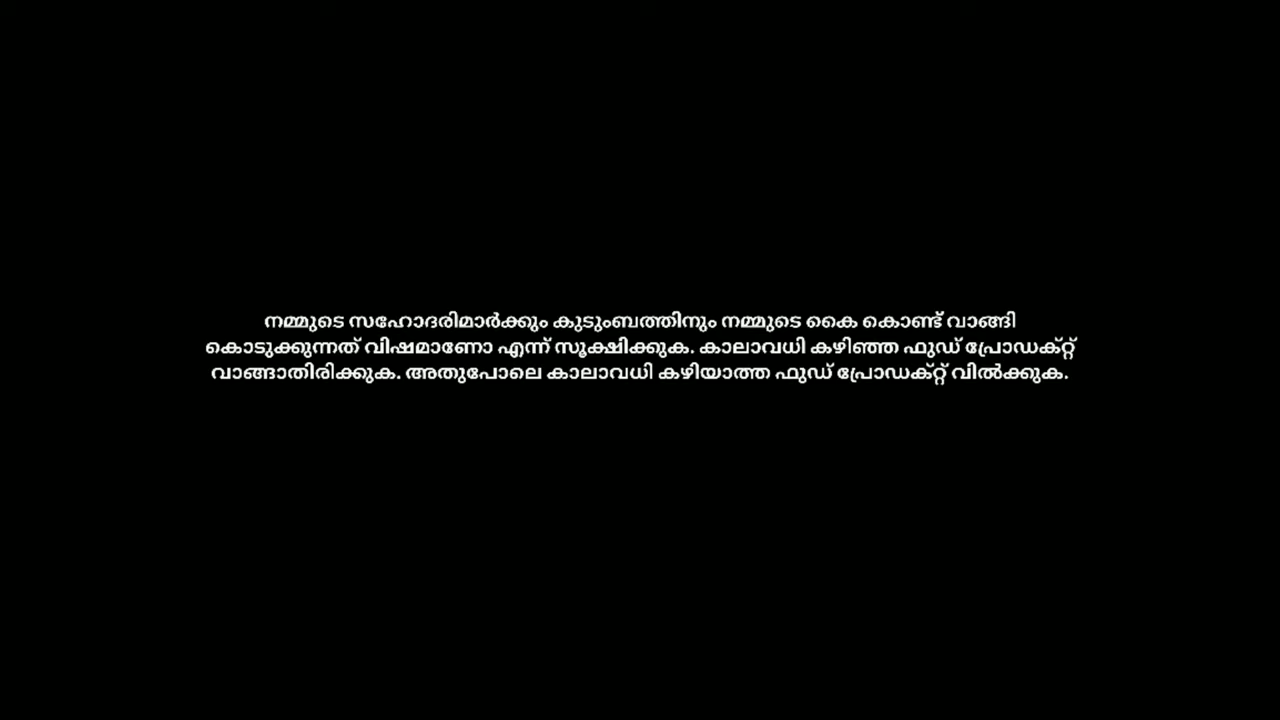 നമ്മുടെ സഹോദരിമാർക്കും കുടുംബത്തിനും നമ്മുടെ കൈ കൊണ്ട് വാങ്ങി
കൊടുക്കുന്നത് വിഷമാണോ എന്ന് സൂക്ഷിക്കുക. കാലാവധി കഴിഞ്ഞ ഫുഡ് പ്രോഡക്റ്റ്
വാങ്ങാതിരിക്കുക. അതുപോലെ കാലാവധി കഴിയാത്ത ഫുഡ് പ്രോഡക്റ്റ് വിൽക്കുക.